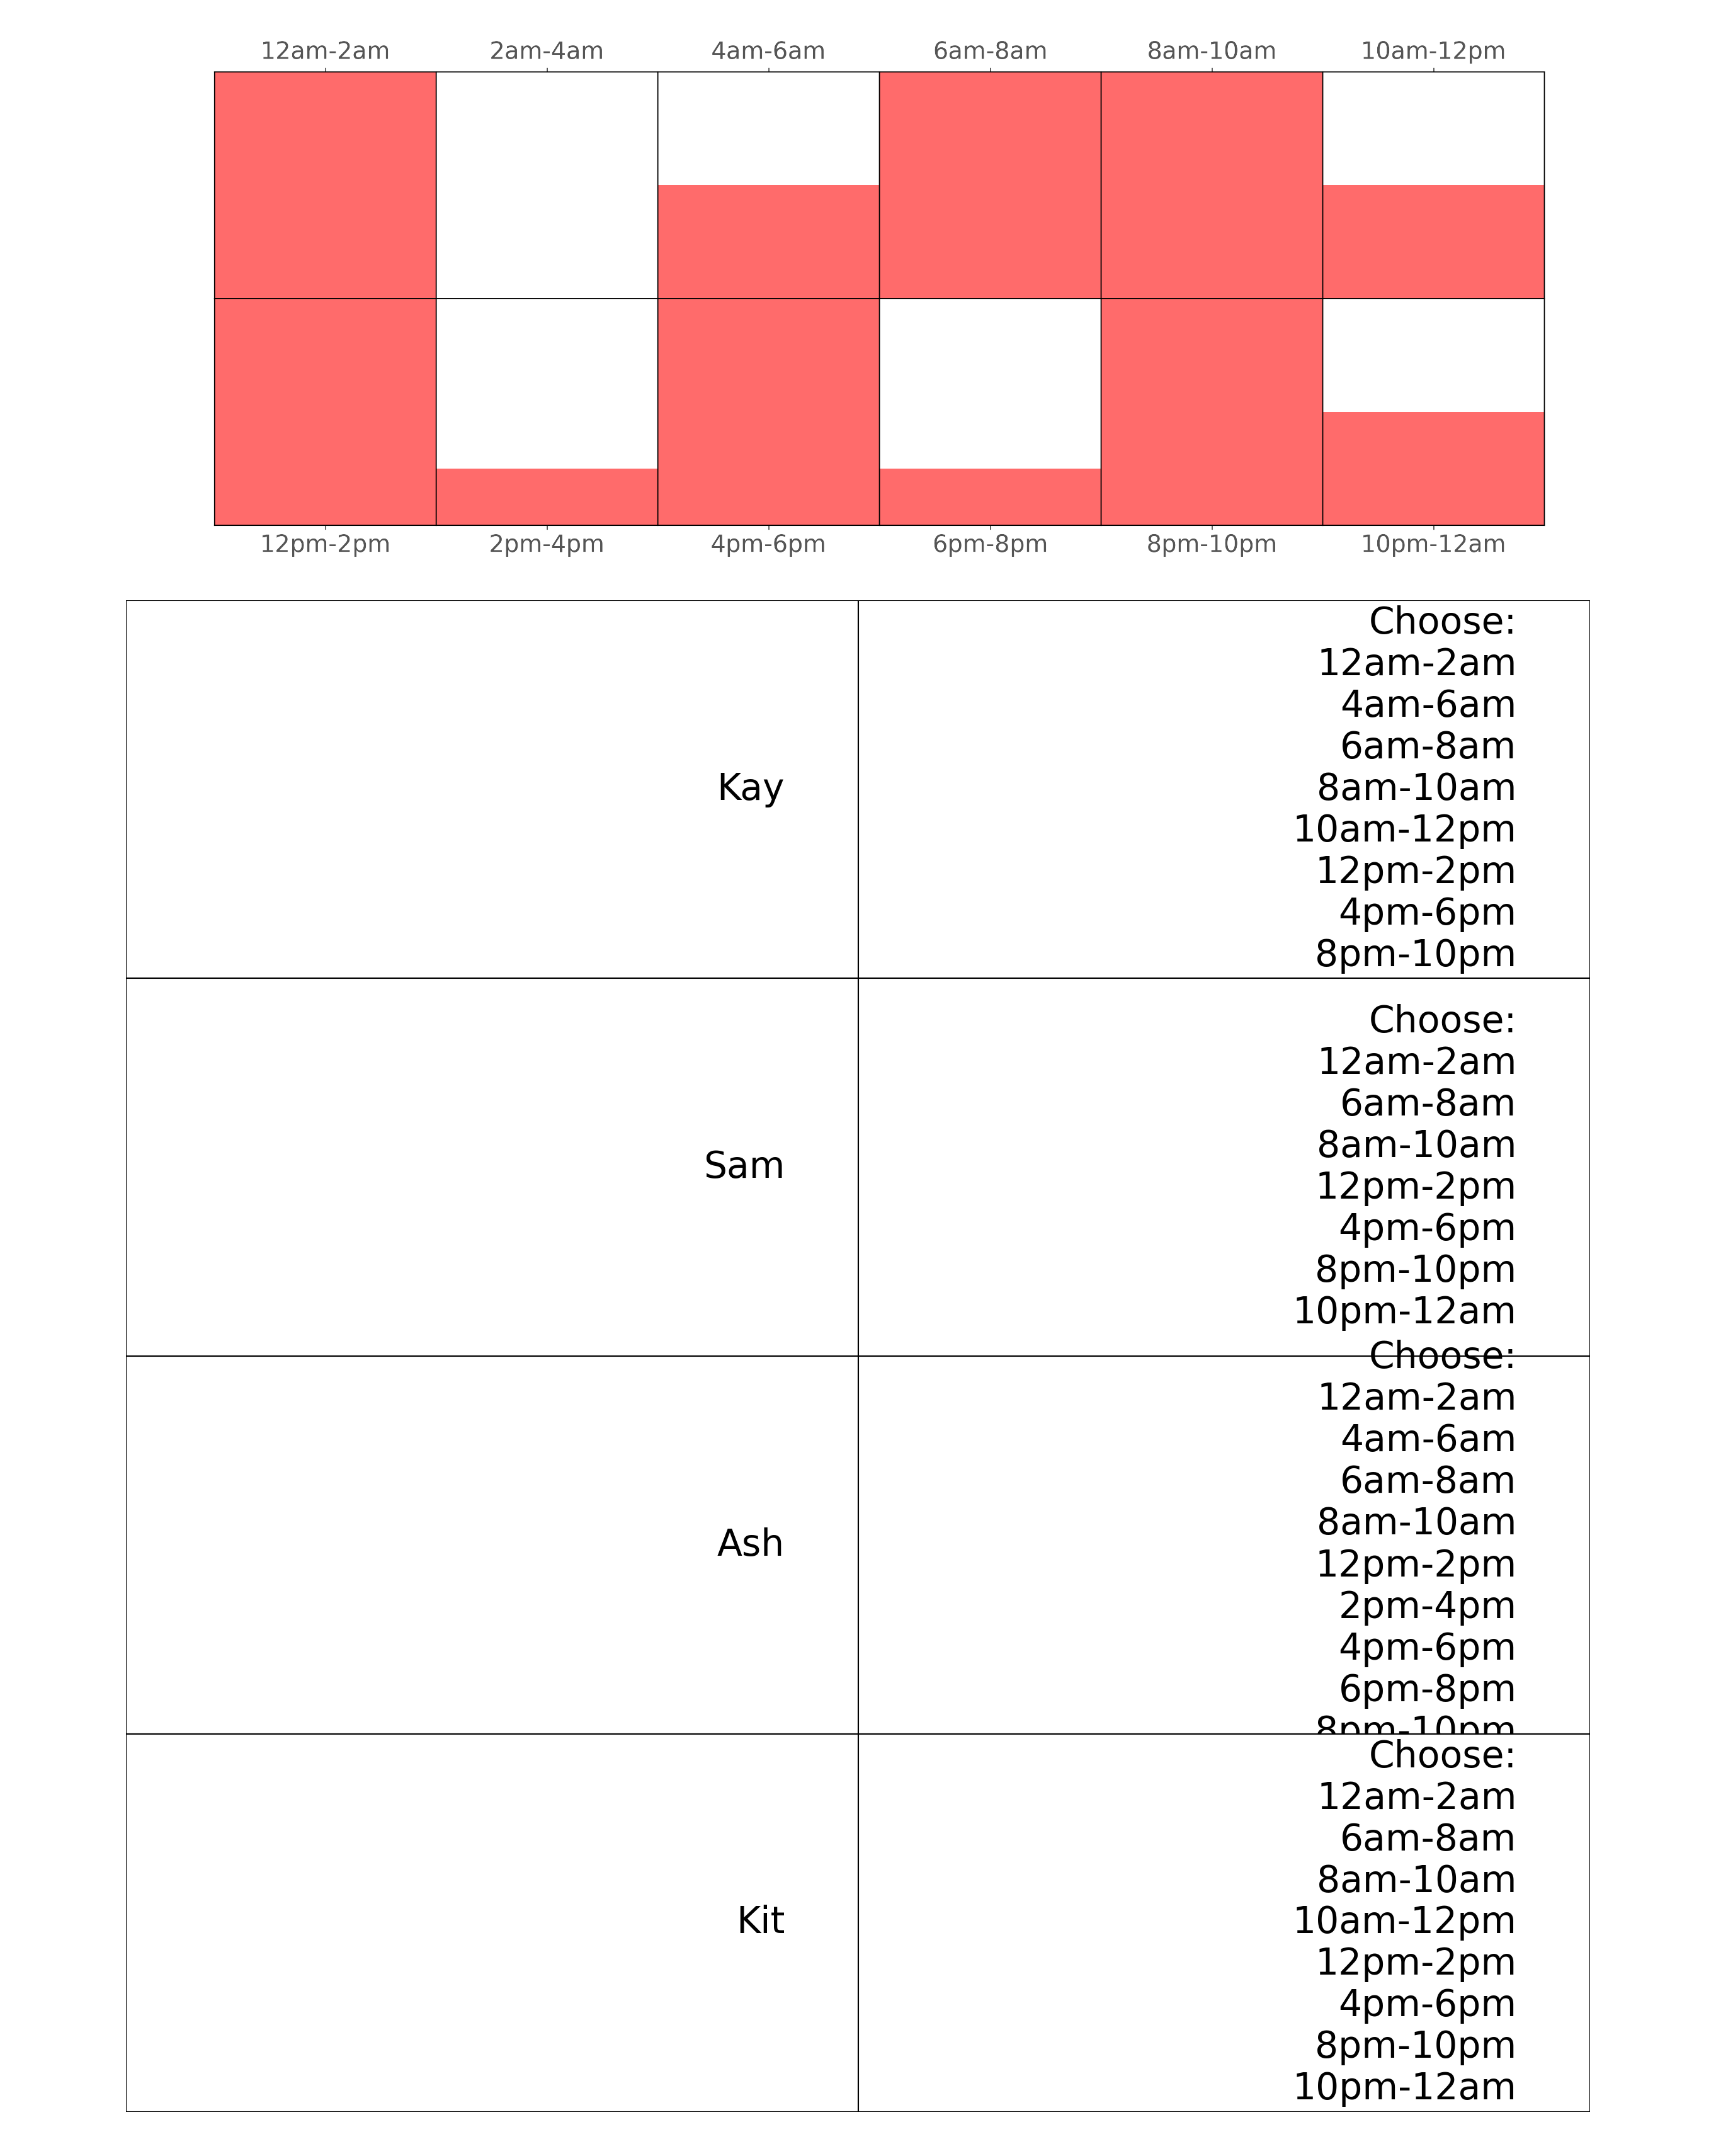 12am-2am 2am-4am 4am-6am 6am-8am 8am-10am 10am-12pm
12pm-2pm 2pm-4pm 4pm-6pm 6pm-8pm 8pm-10pm 10pm-12am
Kay
Choose:
12am-2am
4am-6am
6am-8am
8am-10am
10am-12pm
12pm-2pm
4pm-6pm
8pm-10pm
Sam
Choose:
12am-2am
6am-8am
8am-10am
12pm-2pm
4pm-6pm
8pm-10pm
10pm-12am
Ash
Choose:
12am-2am
4am-6am
6am-8am
8am-10am
12pm-2pm
2pm-4pm
4pm-6pm
6pm-8pm
8pm-10pm
Kit
Choose:
12am-2am
6am-8am
8am-10am
10am-12pm
12pm-2pm
4pm-6pm
8pm-10pm
10pm-12am